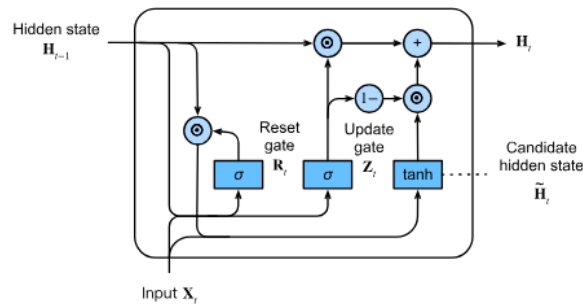 Hidden state
H_{t−1}
⊙
+
H_t
1−
⊙
⊙
Reset
gate
R_t
Update
gate
Z_t
Candidate
hidden state
H̃_t
σ
σ
tanh
Input X_t